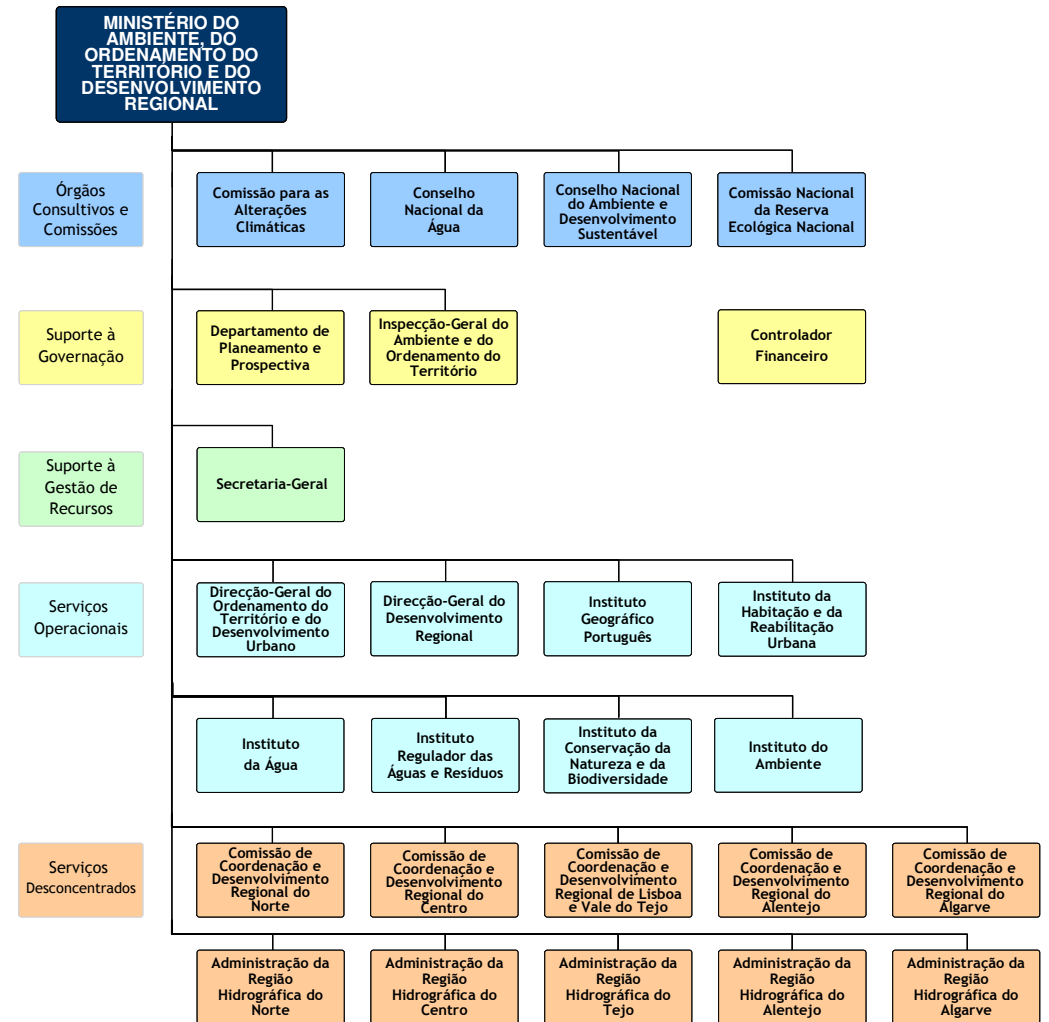 MINISTÉRIO DO
AMBIENTE, DO
ORDENAMENTO DO
TERRITÓRIO E DO
DESENVOLVIMENTO
REGIONAL
Órgãos
Consultivos e
Comissões
Comissão para as
Alterações
Climáticas
Conselho
Nacional da
Água
Conselho Nacional
do Ambiente e
Desenvolvimento
Sustentável
Comissão Nacional
da Reserva
Ecológica Nacional
Suporte à
Governação
Departamento de
Planeamento e
Prospectiva
Inspecção-Geral do
Ambiente e do
Ordenamento do
Território
Controlador
Financeiro
Suporte à
Gestão de
Recursos
Secretaria-Geral
Serviços
Operacionais
Direcção-Geral do
Ordenamento do
Território e do
Desenvolvimento
Urbano
Direcção-Geral do
Desenvolvimento
Regional
Instituto
Geográfico
Português
Instituto da
Habitação e da
Reabilitação
Urbana
Instituto
da Água
Instituto
Regulador das
Águas e Resíduos
Instituto da
Conservação da
Natureza e da
Biodiversidade
Instituto do
Ambiente
Serviços
Desconcentrados
Comissão de
Coordenação e
Desenvolvimento
Regional do
Norte
Comissão de
Coordenação e
Desenvolvimento
Regional do
Centro
Comissão de
Coordenação e
Desenvolvimento
Regional de Lisboa
e Vale do Tejo
Comissão de
Coordenação e
Desenvolvimento
Regional do
Alentejo
Comissão de
Coordenação e
Desenvolvimento
Regional do
Algarve
Administração da
Região
Hidrográfica do
Norte
Administração da
Região
Hidrográfica do
Centro
Administração da
Região
Hidrográfica do
Tejo
Administração da
Região
Hidrográfica do
Alentejo
Administração da
Região
Hidrográfica do
Algarve